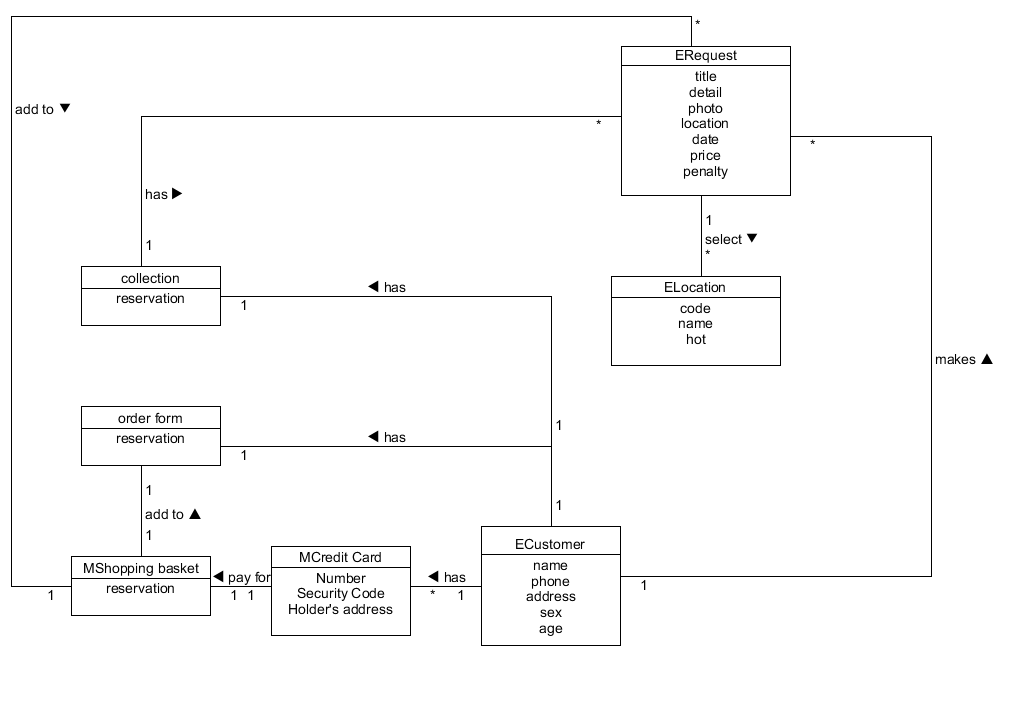 *
ERequest
title
detail
photo
location
date
price
penalty
add to ▼
*
*
has ▶
1
1
select ▼
*
collection
reservation
ELocation
code
name
hot
◀ has
1
makes ▲
order form
reservation
1
◀ has
1
1
add to ▲
1
1
ECustomer
name
phone
address
sex
age
MCredit Card
Number
Security Code
Holder's address
MShopping basket
reservation
◀ pay for
◀ has
1
1 1
* 1
1